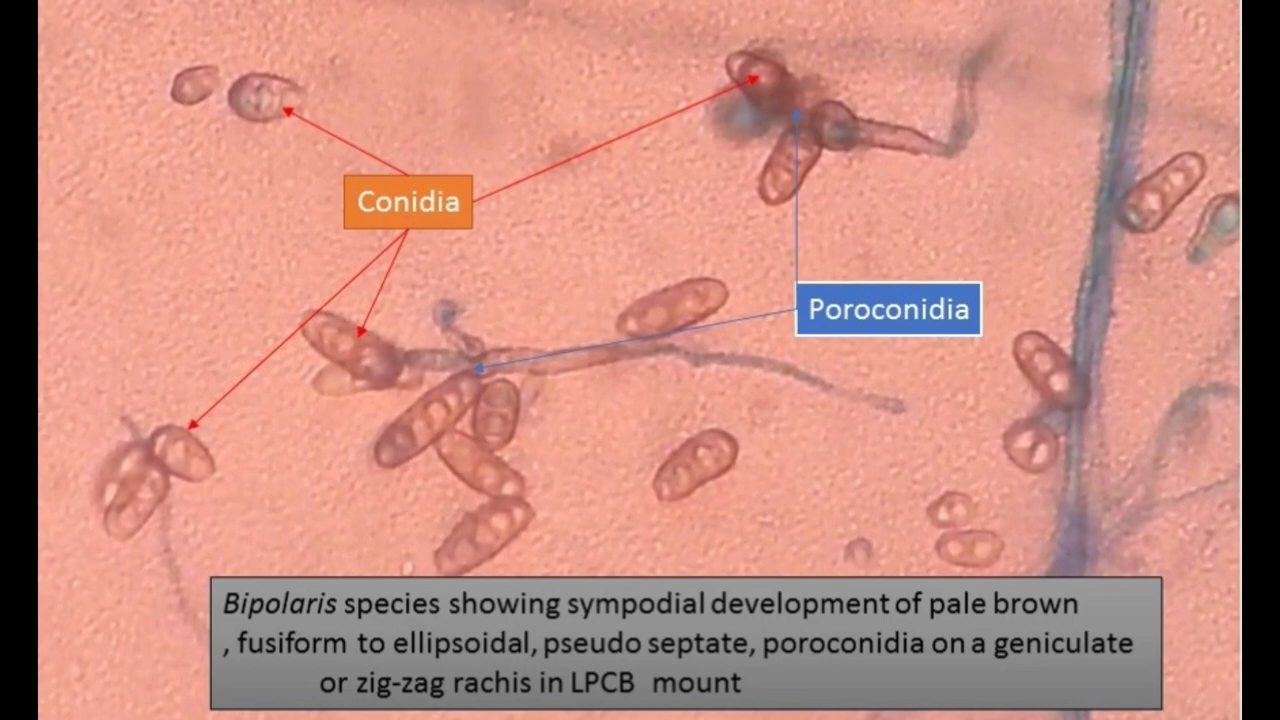 Conidia
Poroconidia
Bipolaris species showing sympodial development of pale brown
, fusiform to ellipsoidal, pseudo septate, poroconidia on a geniculate
or zig-zag rachis in LPCB mount